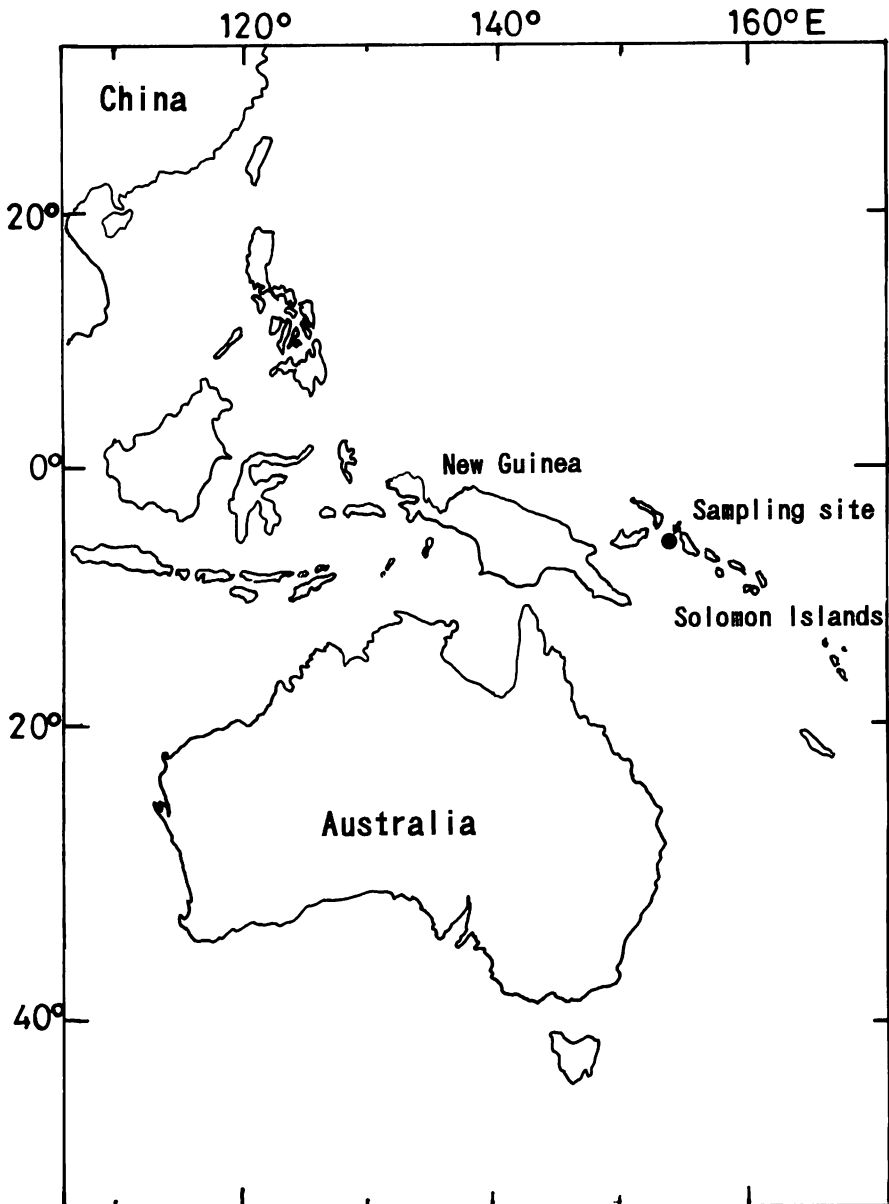 120° 140° 160°E
China
20°
0°
New Guinea
Sampling site
Solomon Islands
20°
Australia
40°